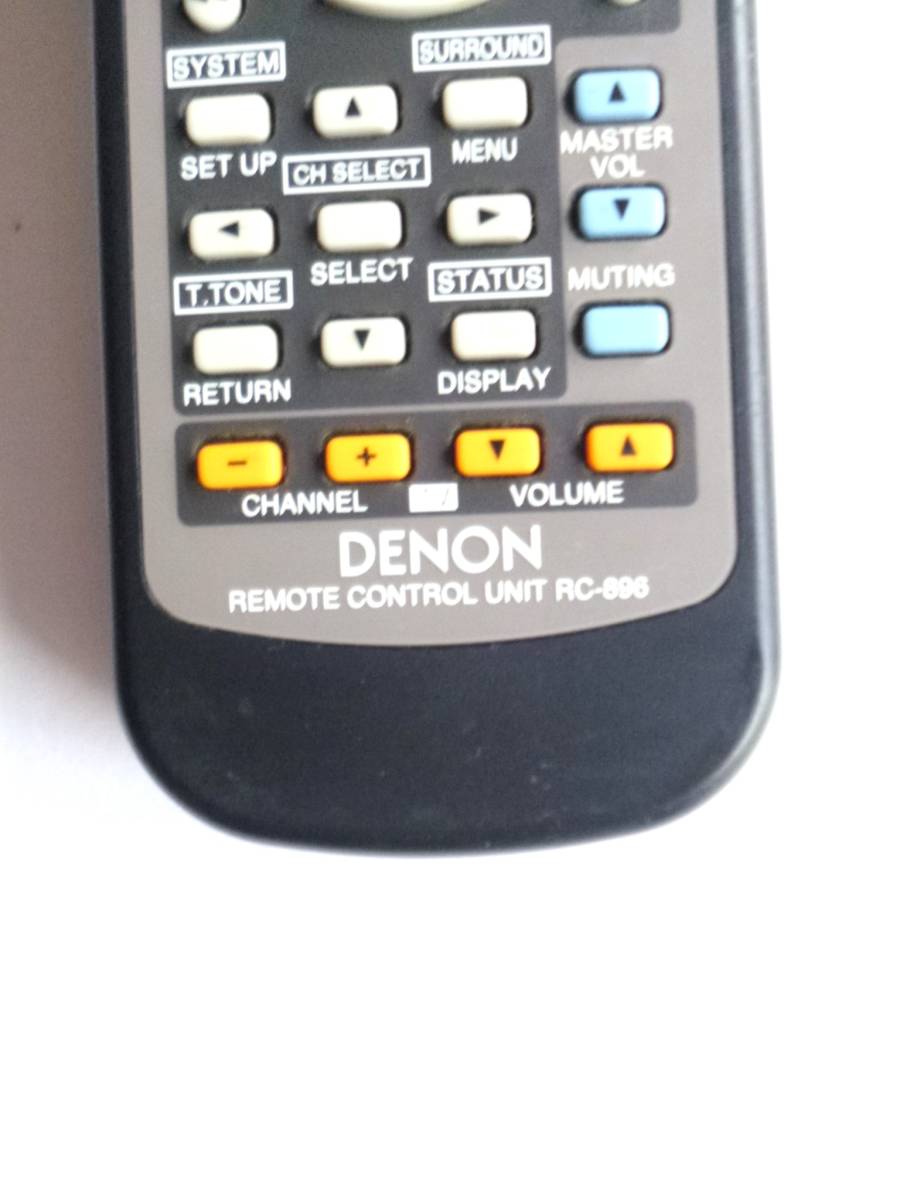 SYSTEM
SURROUND
SET UP
CH SELECT
MENU
MASTER
VOL
T.TONE
SELECT
STATUS
MUTING
RETURN
DISPLAY
CHANNEL
VOLUME
DENON
REMOTE CONTROL UNIT RC-896